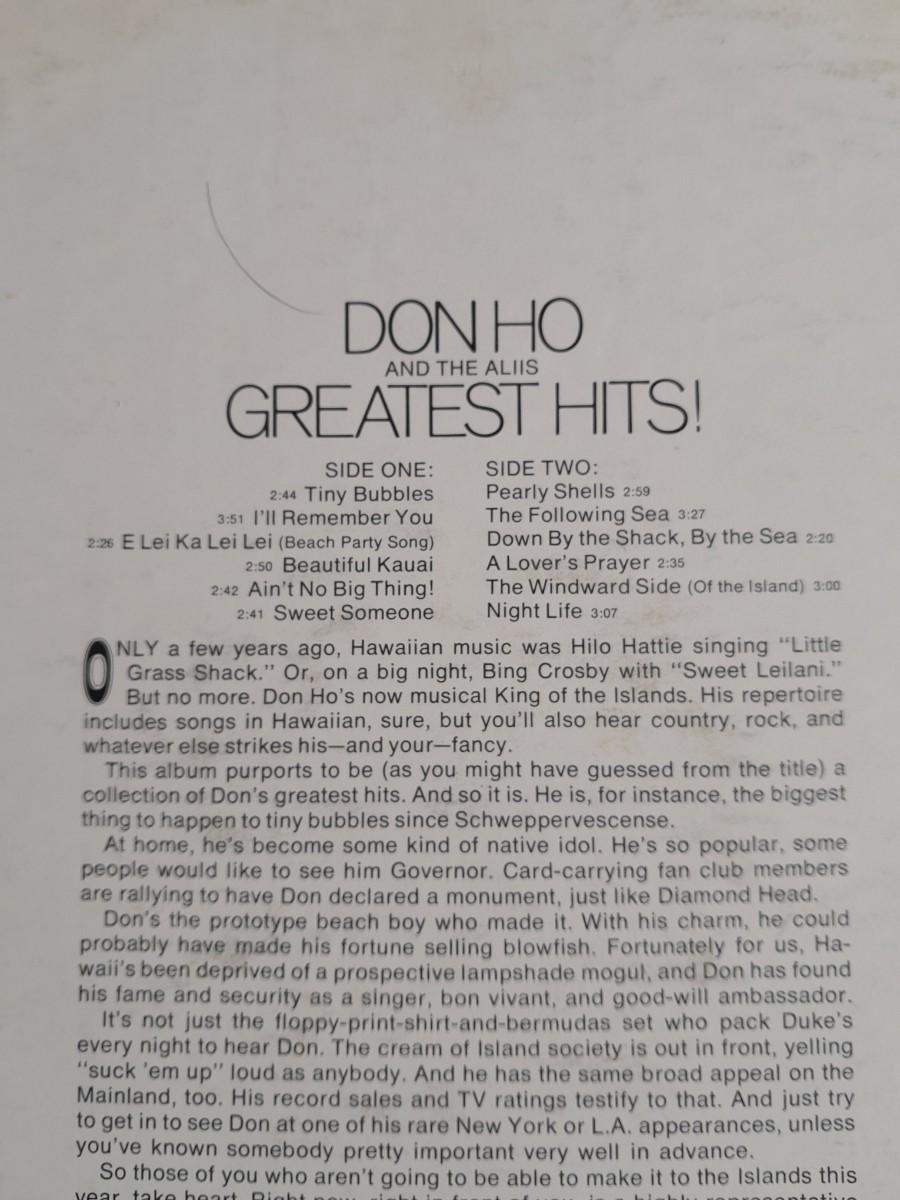 DON HO
AND THE ALIIS
GREATEST HITS!
SIDE ONE:
2:44 Tiny Bubbles
3:51 I'll Remember You
2:26 E Lei Ka Lei Lei (Beach Party Song)
2:50 Beautiful Kauai
2:42 Ain't No Big Thing!
2:41 Sweet Someone
SIDE TWO:
Pearly Shells 2:59
The Following Sea 3:27
Down By the Shack, By the Sea 2:20
A Lover's Prayer 2:35
The Windward Side (Of the Island) 3:00
Night Life 3:07
ONLY a few years ago, Hawaiian music was Hilo Hattie singing "Little
Grass Shack." Or, on a big night, Bing Crosby with "Sweet Leilani."
But no more. Don Ho's now musical King of the Islands. His repertoire
includes songs in Hawaiian, sure, but you'll also hear country, rock, and
whatever else strikes his—and your—fancy.
This album purports to be (as you might have guessed from the title) a
collection of Don's greatest hits. And so it is. He is, for instance, the biggest
thing to happen to tiny bubbles since Schweppervescense.
At home, he's become some kind of native idol. He's so popular, some
people would like to see him Governor. Card-carrying fan club members
are rallying to have Don declared a monument, just like Diamond Head.
Don's the prototype beach boy who made it. With his charm, he could
probably have made his fortune selling blowfish. Fortunately for us, Ha-
waii's been deprived of a prospective lampshade mogul, and Don has found
his fame and security as a singer, bon vivant, and good-will ambassador.
It's not just the floppy-print-shirt-and-bermudas set who pack Duke's
every night to hear Don. The cream of Island society is out in front, yelling
"suck 'em up" loud as anybody. And he has the same broad appeal on the
Mainland, too. His record sales and TV ratings testify to that. And just try
to get in to see Don at one of his rare New York or L.A. appearances, unless
you've known somebody pretty important very well in advance.
So those of you who aren't going to be able to make it to the Islands this
year, take heart. Right now, right in front of you, is a highly representative